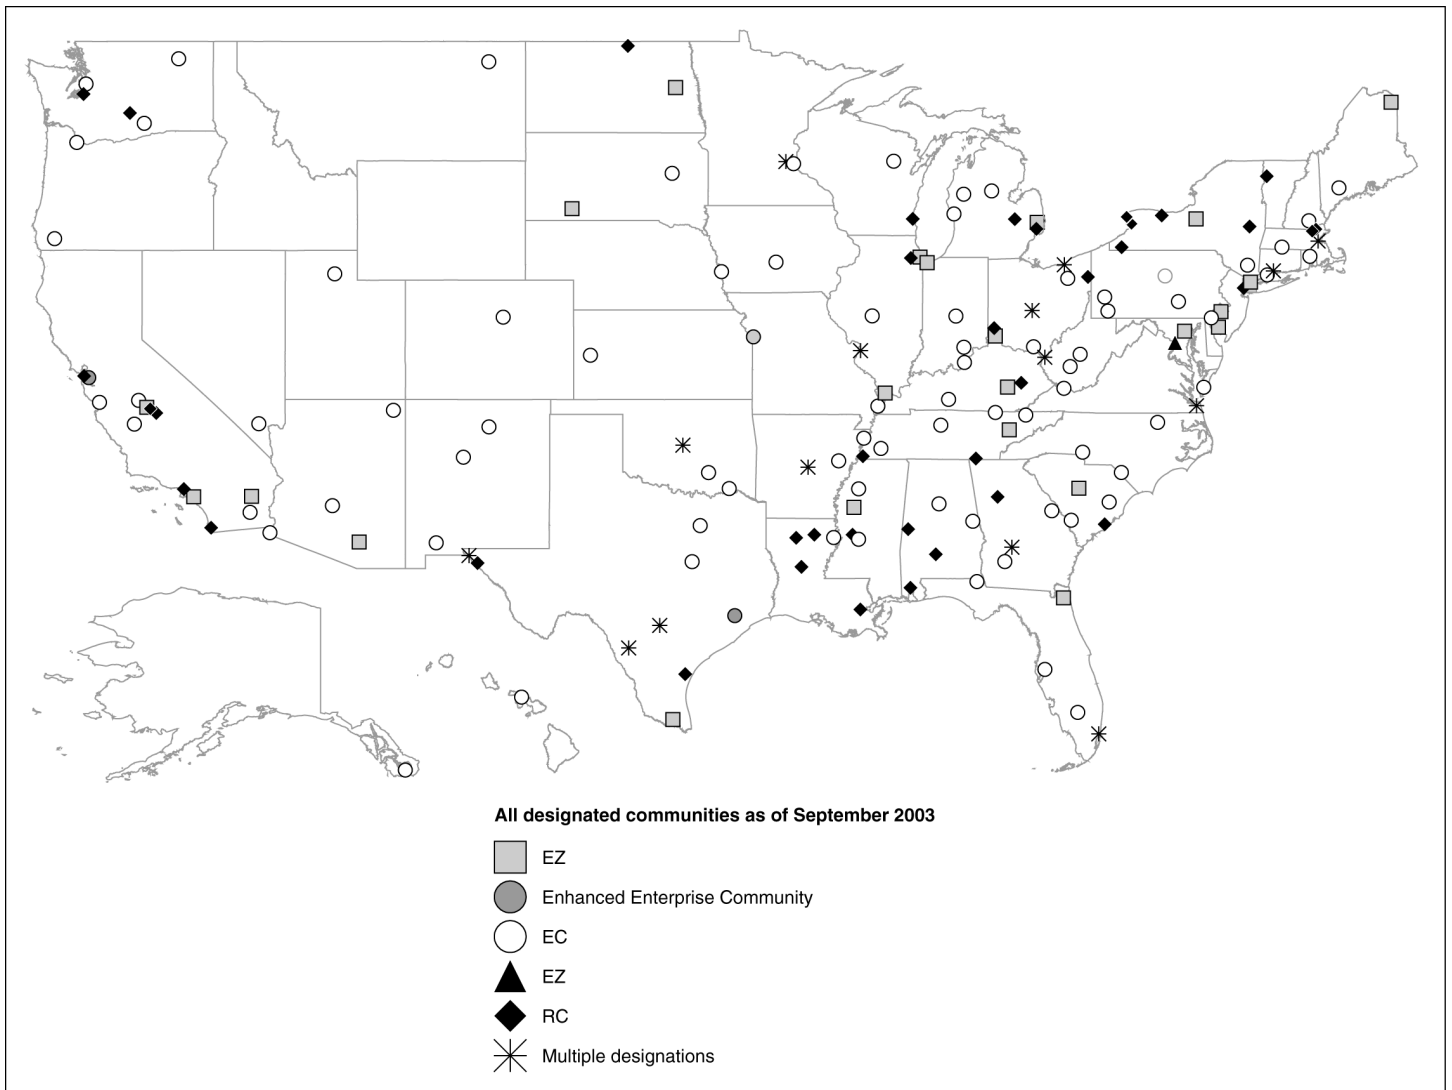 All designated communities as of September 2003
EZ
Enhanced Enterprise Community
EC
EZ
RC
Multiple designations